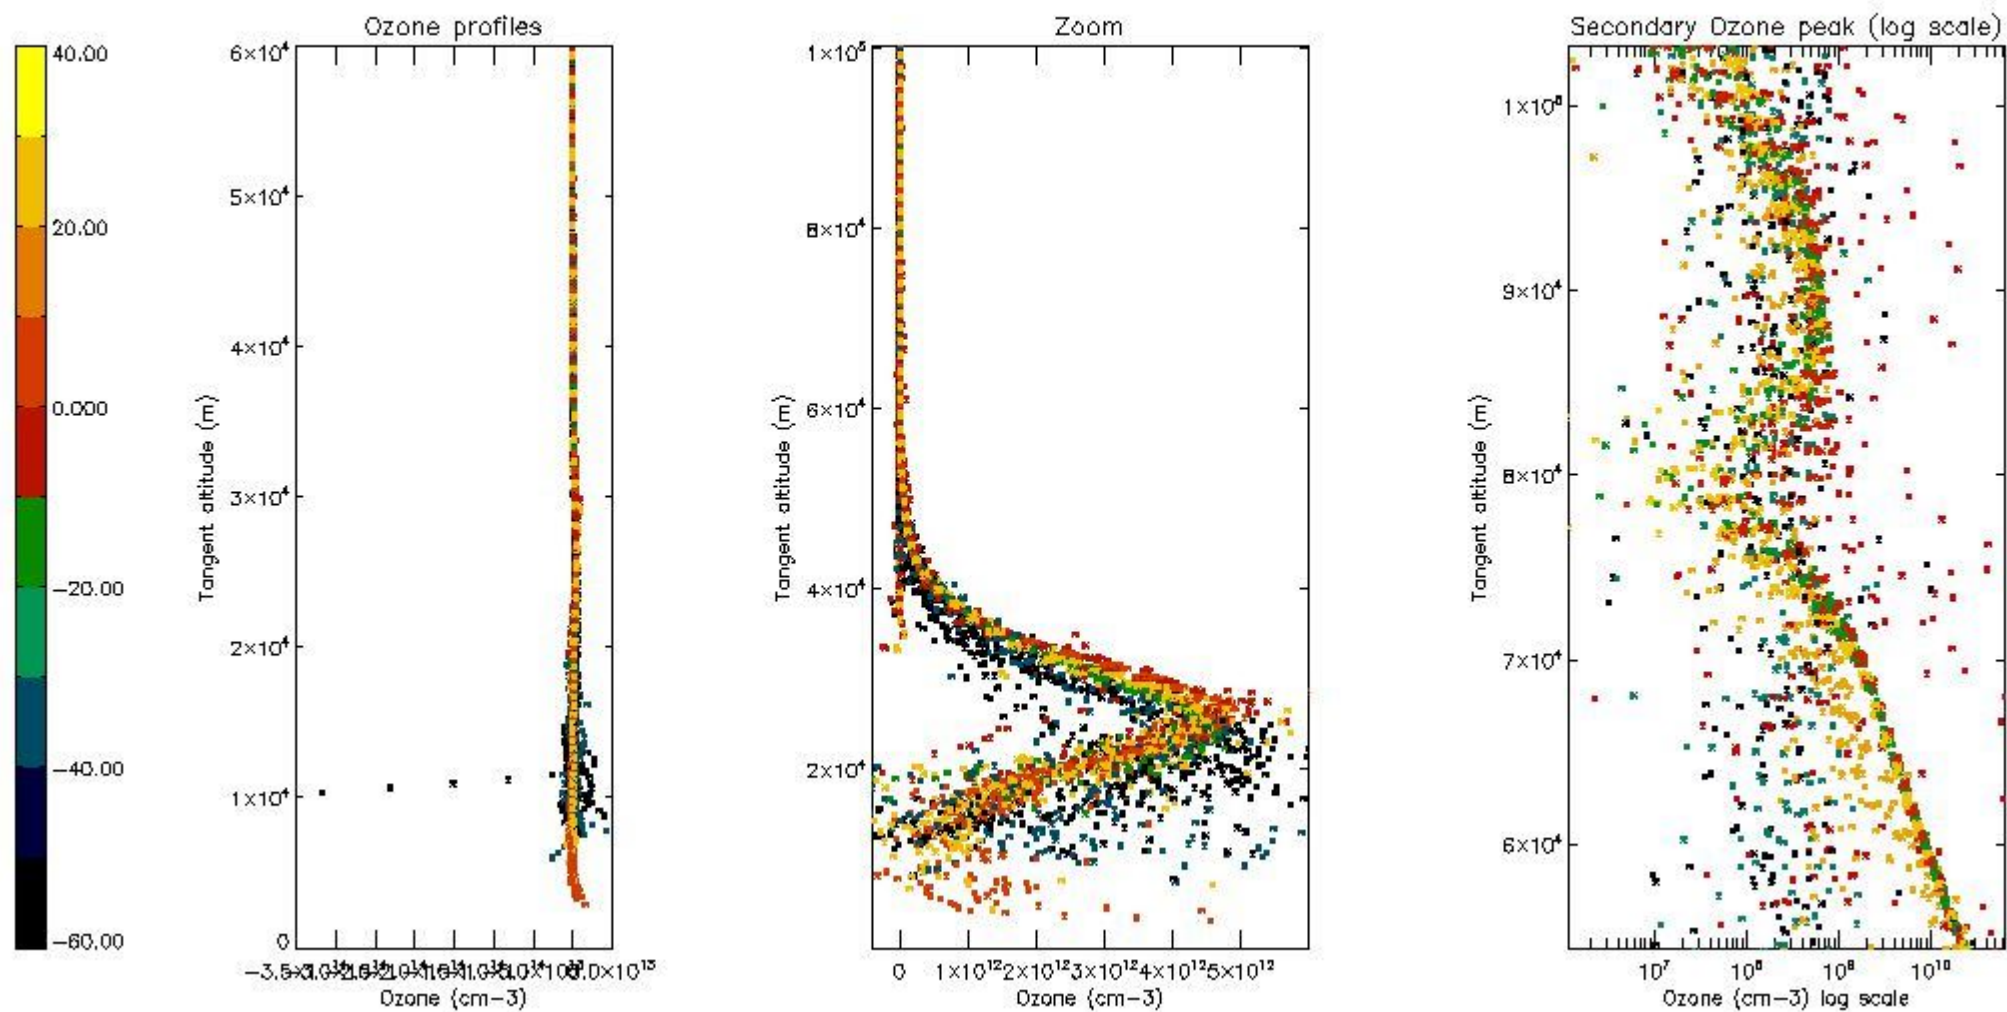 Ozone profiles
Zoom
Secondary Ozone peak (log scale)
40.00
20.00
0.000
−20.00
−40.00
−60.00
6×10⁴
5×10⁴
4×10⁴
3×10⁴
2×10⁴
1×10⁴
0
Tangent altitude (m)
5.0×10¹³
Ozone (cm−3)
1×10⁵
8×10⁴
6×10⁴
4×10⁴
2×10⁴
Tangent altitude (m)
0 1×10¹² 2×10¹² 3×10¹² 4×10¹² 5×10¹²
Ozone (cm−3)
9×10⁴
8×10⁴
7×10⁴
6×10⁴
Tangent altitude (m)
10⁷ 10⁸ 10⁹ 10¹⁰
Ozone (cm−3) log scale